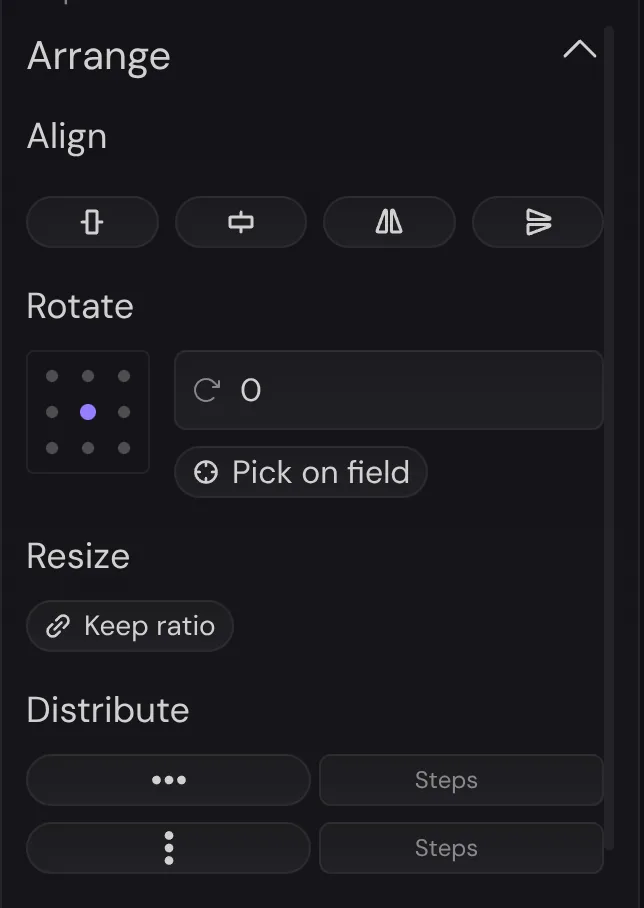 Arrange
Align
Rotate
0
Pick on field
Resize
Keep ratio
Distribute
Steps
Steps